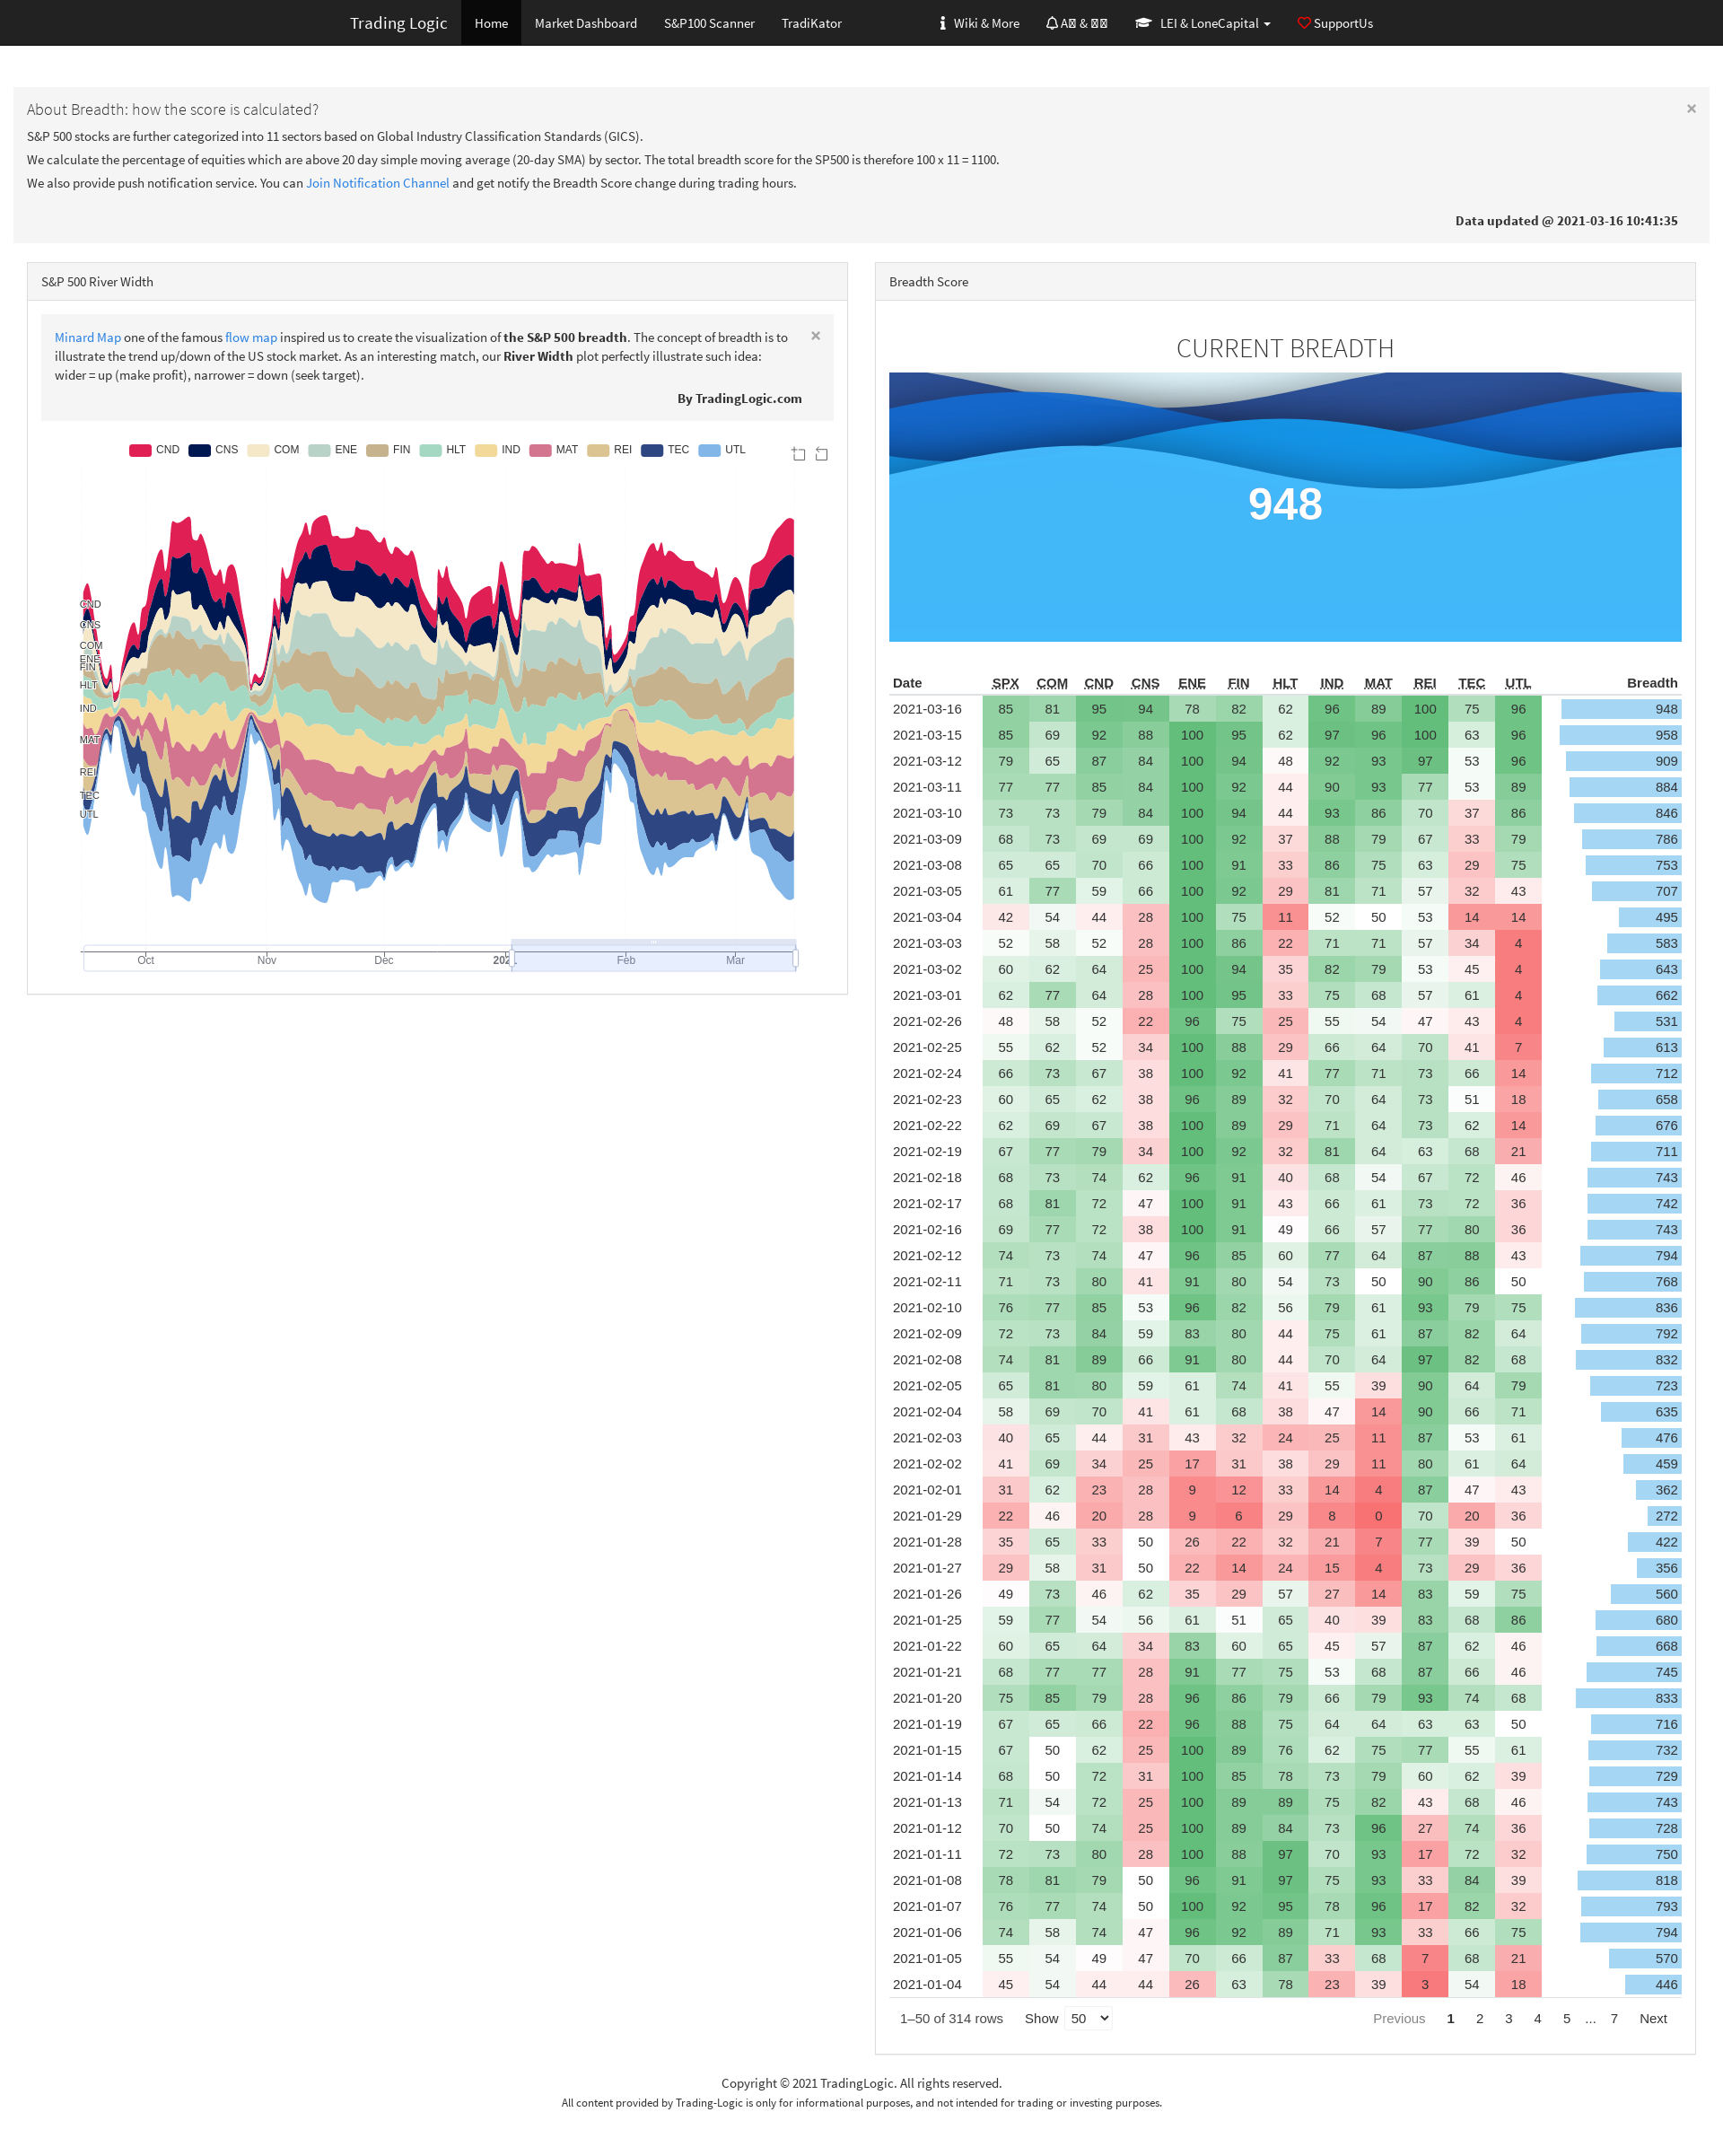 Trading Logic Home Market Dashboard S&P100 Scanner TradiKator Wiki & More A & LEI & LoneCapital SupportUs
About Breadth: how the score is calculated? ×
S&P 500 stocks are further categorized into 11 sectors based on Global Industry Classification Standards (GICS).
We calculate the percentage of equities which are above 20 day simple moving average (20-day SMA) by sector. The total breadth score for the SP500 is therefore 100 x 11 = 1100.
We also provide push notification service. You can Join Notification Channel and get notify the Breadth Score change during trading hours.
Data updated @ 2021-03-16 10:41:35
S&P 500 River Width
Minard Map one of the famous flow map inspired us to create the visualization of the S&P 500 breadth. The concept of breadth is to ×
illustrate the trend up/down of the US stock market. As an interesting match, our River Width plot perfectly illustrate such idea:
wider = up (make profit), narrower = down (seek target).
By TradingLogic.com
CND CNS COM ENE FIN HLT IND MAT REI TEC UTL
CND
CNS
COM
ENE
FIN
HLT
IND
MAT
REI
TEC
UTL
Oct Nov Dec Feb Mar
Breadth Score
CURRENT BREADTH
948
Date SPX COM CND CNS ENE FIN HLT IND MAT REI TEC UTL Breadth
2021-03-16 85 81 95 94 78 82 62 96 89 100 75 96 948
2021-03-15 85 69 92 88 100 95 62 97 96 100 63 96 958
2021-03-12 79 65 87 84 100 94 48 92 93 97 53 96 909
2021-03-11 77 77 85 84 100 92 44 90 93 77 53 89 884
2021-03-10 73 73 79 84 100 94 44 93 86 70 37 86 846
2021-03-09 68 73 69 69 100 92 37 88 79 67 33 79 786
2021-03-08 65 65 70 66 100 91 33 86 75 63 29 75 753
2021-03-05 61 77 59 66 100 92 29 81 71 57 32 43 707
2021-03-04 42 54 44 28 100 75 11 52 50 53 14 14 495
2021-03-03 52 58 52 28 100 86 22 71 71 57 34 4 583
2021-03-02 60 62 64 25 100 94 35 82 79 53 45 4 643
2021-03-01 62 77 64 28 100 95 33 75 68 57 61 4 662
2021-02-26 48 58 52 22 96 75 25 55 54 47 43 4 531
2021-02-25 55 62 52 34 100 88 29 66 64 70 41 7 613
2021-02-24 66 73 67 38 100 92 41 77 71 73 66 14 712
2021-02-23 60 65 62 38 96 89 32 70 64 73 51 18 658
2021-02-22 62 69 67 38 100 89 29 71 64 73 62 14 676
2021-02-19 67 77 79 34 100 92 32 81 64 63 68 21 711
2021-02-18 68 73 74 62 96 91 40 68 54 67 72 46 743
2021-02-17 68 81 72 47 100 91 43 66 61 73 72 36 742
2021-02-16 69 77 72 38 100 91 49 66 57 77 80 36 743
2021-02-12 74 73 74 47 96 85 60 77 64 87 88 43 794
2021-02-11 71 73 80 41 91 80 54 73 50 90 86 50 768
2021-02-10 76 77 85 53 96 82 56 79 61 93 79 75 836
2021-02-09 72 73 84 59 83 80 44 75 61 87 82 64 792
2021-02-08 74 81 89 66 91 80 44 70 64 97 82 68 832
2021-02-05 65 81 80 59 61 74 41 55 39 90 64 79 723
2021-02-04 58 69 70 41 61 68 38 47 14 90 66 71 635
2021-02-03 40 65 44 31 43 32 24 25 11 87 53 61 476
2021-02-02 41 69 34 25 17 31 38 29 11 80 61 64 459
2021-02-01 31 62 23 28 9 12 33 14 4 87 47 43 362
2021-01-29 22 46 20 28 9 6 29 8 0 70 20 36 272
2021-01-28 35 65 33 50 26 22 32 21 7 77 39 50 422
2021-01-27 29 58 31 50 22 14 24 15 4 73 29 36 356
2021-01-26 49 73 46 62 35 29 57 27 14 83 59 75 560
2021-01-25 59 77 54 56 61 51 65 40 39 83 68 86 680
2021-01-22 60 65 64 34 83 60 65 45 57 87 62 46 668
2021-01-21 68 77 77 28 91 77 75 53 68 87 66 46 745
2021-01-20 75 85 79 28 96 86 79 66 79 93 74 68 833
2021-01-19 67 65 66 22 96 88 75 64 64 63 63 50 716
2021-01-15 67 50 62 25 100 89 76 62 75 77 55 61 732
2021-01-14 68 50 72 31 100 85 78 73 79 60 62 39 729
2021-01-13 71 54 72 25 100 89 89 75 82 43 68 46 743
2021-01-12 70 50 74 25 100 89 84 73 96 27 74 36 728
2021-01-11 72 73 80 28 100 88 97 70 93 17 72 32 750
2021-01-08 78 81 79 50 96 91 97 75 93 33 84 39 818
2021-01-07 76 77 74 50 100 92 95 78 96 17 82 32 793
2021-01-06 74 58 74 47 96 92 89 71 93 33 66 75 794
2021-01-05 55 54 49 47 70 66 87 33 68 7 68 21 570
2021-01-04 45 54 44 44 26 63 78 23 39 3 54 18 446
1–50 of 314 rows Show 50 Previous 1 2 3 4 5 ... 7 Next
Copyright © 2021 TradingLogic. All rights reserved.
All content provided by Trading-Logic is only for informational purposes, and not intended for trading or investing purposes.